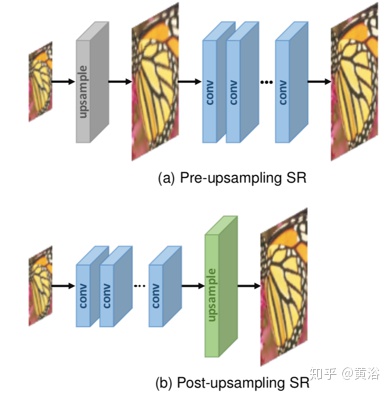 upsample
conv
conv
...
conv
(a) Pre-upsampling SR
conv
conv
...
conv
upsample
(b) Post-upsampling SR
知乎 @黄浴